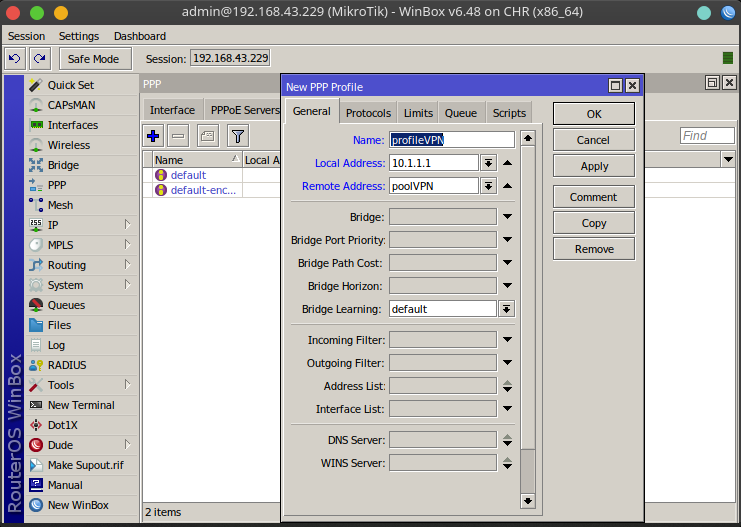 admin@192.168.43.229 (MikroTik) - WinBox v6.48 on CHR (x86_64)
Session Settings Dashboard
Safe Mode Session: 192.168.43.229
RouterOS WinBox
Quick Set
CAPsMAN
Interfaces
Wireless
Bridge
PPP
Mesh
255
IP
MPLS
Routing
System
Queues
Files
Log
RADIUS
Tools
New Terminal
Dot1X
Dude
Make Supout.rif
Manual
New WinBox
PPP
Interface PPPoE Servers
Find
Name Local A
default
default-enc...
2 items
New PPP Profile
General Protocols Limits Queue Scripts
Name: profileVPN
Local Address: 10.1.1.1
Remote Address: poolVPN
Bridge:
Bridge Port Priority:
Bridge Path Cost:
Bridge Horizon:
Bridge Learning: default
Incoming Filter:
Outgoing Filter:
Address List:
Interface List:
DNS Server:
WINS Server:
OK
Cancel
Apply
Comment
Copy
Remove